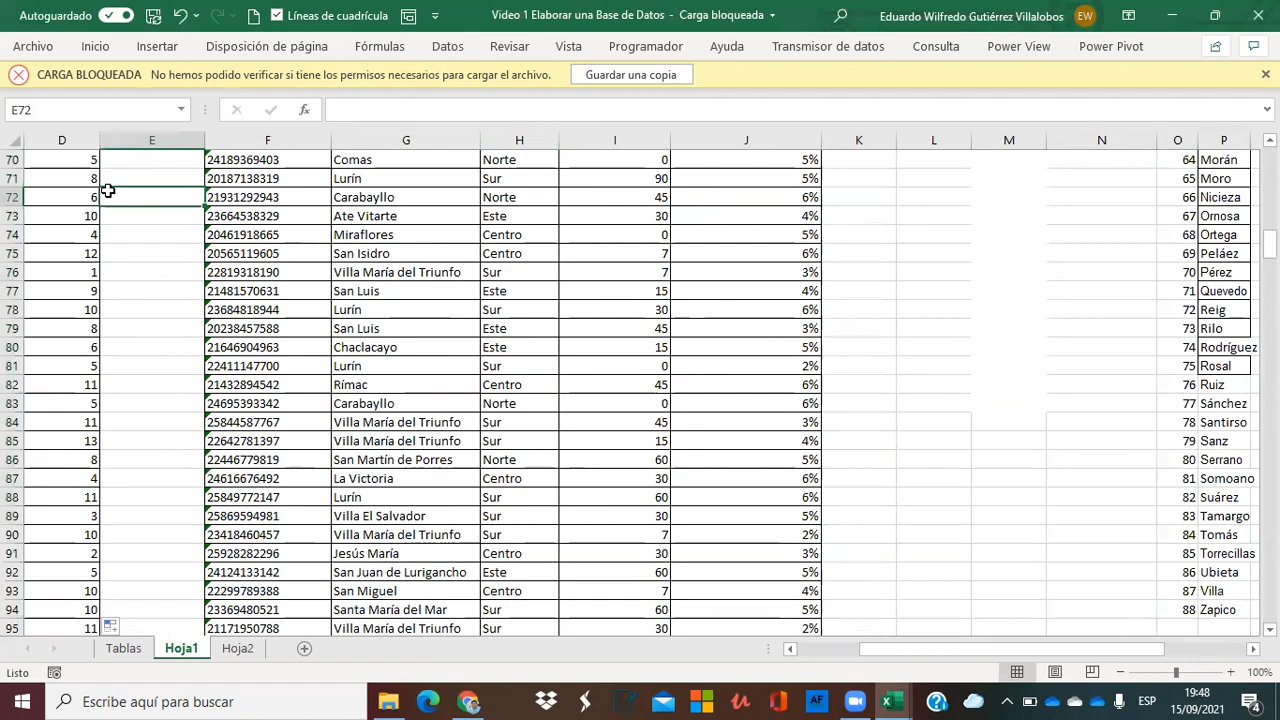 Autoguardado Líneas de cuadrícula Video 1 Elaborar una Base de Datos - Carga bloqueada Eduardo Wilfredo Gutiérrez Villalobos EW
Archivo Inicio Insertar Disposición de página Fórmulas Datos Revisar Vista Programador Ayuda Transmisor de datos Consulta Power View Power Pivot
CARGA BLOQUEADA No hemos podido verificar si tiene los permisos necesarios para cargar el archivo. Guardar una copia
E72 fx
D E F G H I J K L M N O P
70 5 24189369403 Comas Norte 0 5% 64 Morán
71 8 20187138319 Lurín Sur 90 5% 65 Moro
72 6 21931292943 Carabayllo Norte 45 6% 66 Nicieza
73 10 23664538329 Ate Vitarte Este 30 4% 67 Ornosa
74 4 20461918665 Miraflores Centro 0 5% 68 Ortega
75 12 20565119605 San Isidro Centro 7 6% 69 Peláez
76 1 22819318190 Villa María del Triunfo Sur 7 3% 70 Pérez
77 9 21481570631 San Luis Este 15 4% 71 Quevedo
78 10 23684818944 Lurín Sur 30 6% 72 Reig
79 8 20238457588 San Luis Este 45 3% 73 Rilo
80 6 21646904963 Chaclacayo Este 15 5% 74 Rodríguez
81 5 22411147700 Lurín Sur 0 2% 75 Rosal
82 11 21432894542 Rímac Centro 45 6% 76 Ruiz
83 5 24695393342 Carabayllo Norte 0 6% 77 Sánchez
84 11 25844587767 Villa María del Triunfo Sur 45 3% 78 Santirso
85 13 22642781397 Villa María del Triunfo Sur 15 4% 79 Sanz
86 8 22446779819 San Martín de Porres Norte 60 5% 80 Serrano
87 4 24616676492 La Victoria Centro 30 6% 81 Somoano
88 11 25849772147 Lurín Sur 60 6% 82 Suárez
89 3 25869594981 Villa El Salvador Sur 30 5% 83 Tamargo
90 10 23418460457 Villa María del Triunfo Sur 7 2% 84 Tomás
91 2 25928282296 Jesús María Centro 30 3% 85 Torrecillas
92 5 24124133142 San Juan de Lurigancho Este 60 5% 86 Ubieta
93 10 22299789388 San Miguel Centro 7 4% 87 Villa
94 10 23369480521 Santa María del Mar Sur 60 5% 88 Zapico
95 11 21171950788 Villa María del Triunfo Sur 30 2%
Tablas Hoja1 Hoja2
Listo 100%
Escribe aquí para buscar AF ESP 19:48
15/09/2021 4